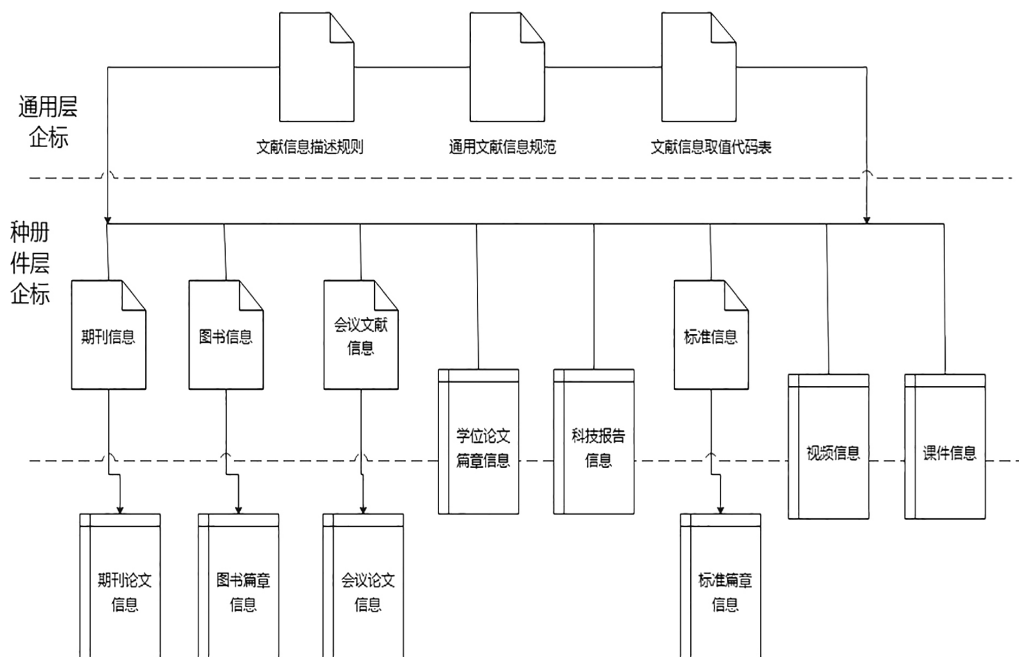 通用层
企标
文献信息描述规则
通用文献信息规范
文献信息取值代码表
种册
件层
企标
期刊信息
图书信息
会议文献
信息
标准信息
学位论文
篇章信息
科技报告
信息
视频信息
课件信息
期刊论文
信息
图书篇章
信息
会议论文
信息
标准篇章
信息